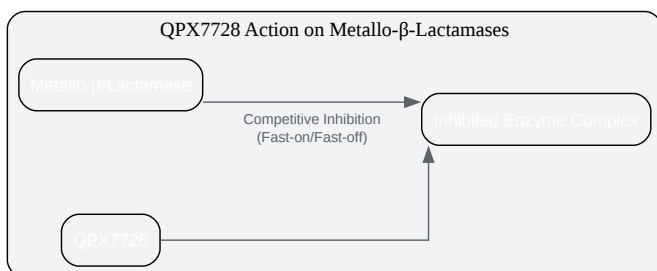 QPX7728 Action on Metallo-β-Lactamases
Metallo-β-Lactamase
Competitive Inhibition
(Fast-on/Fast-off)
Inhibited Enzyme Complex
QPX7728